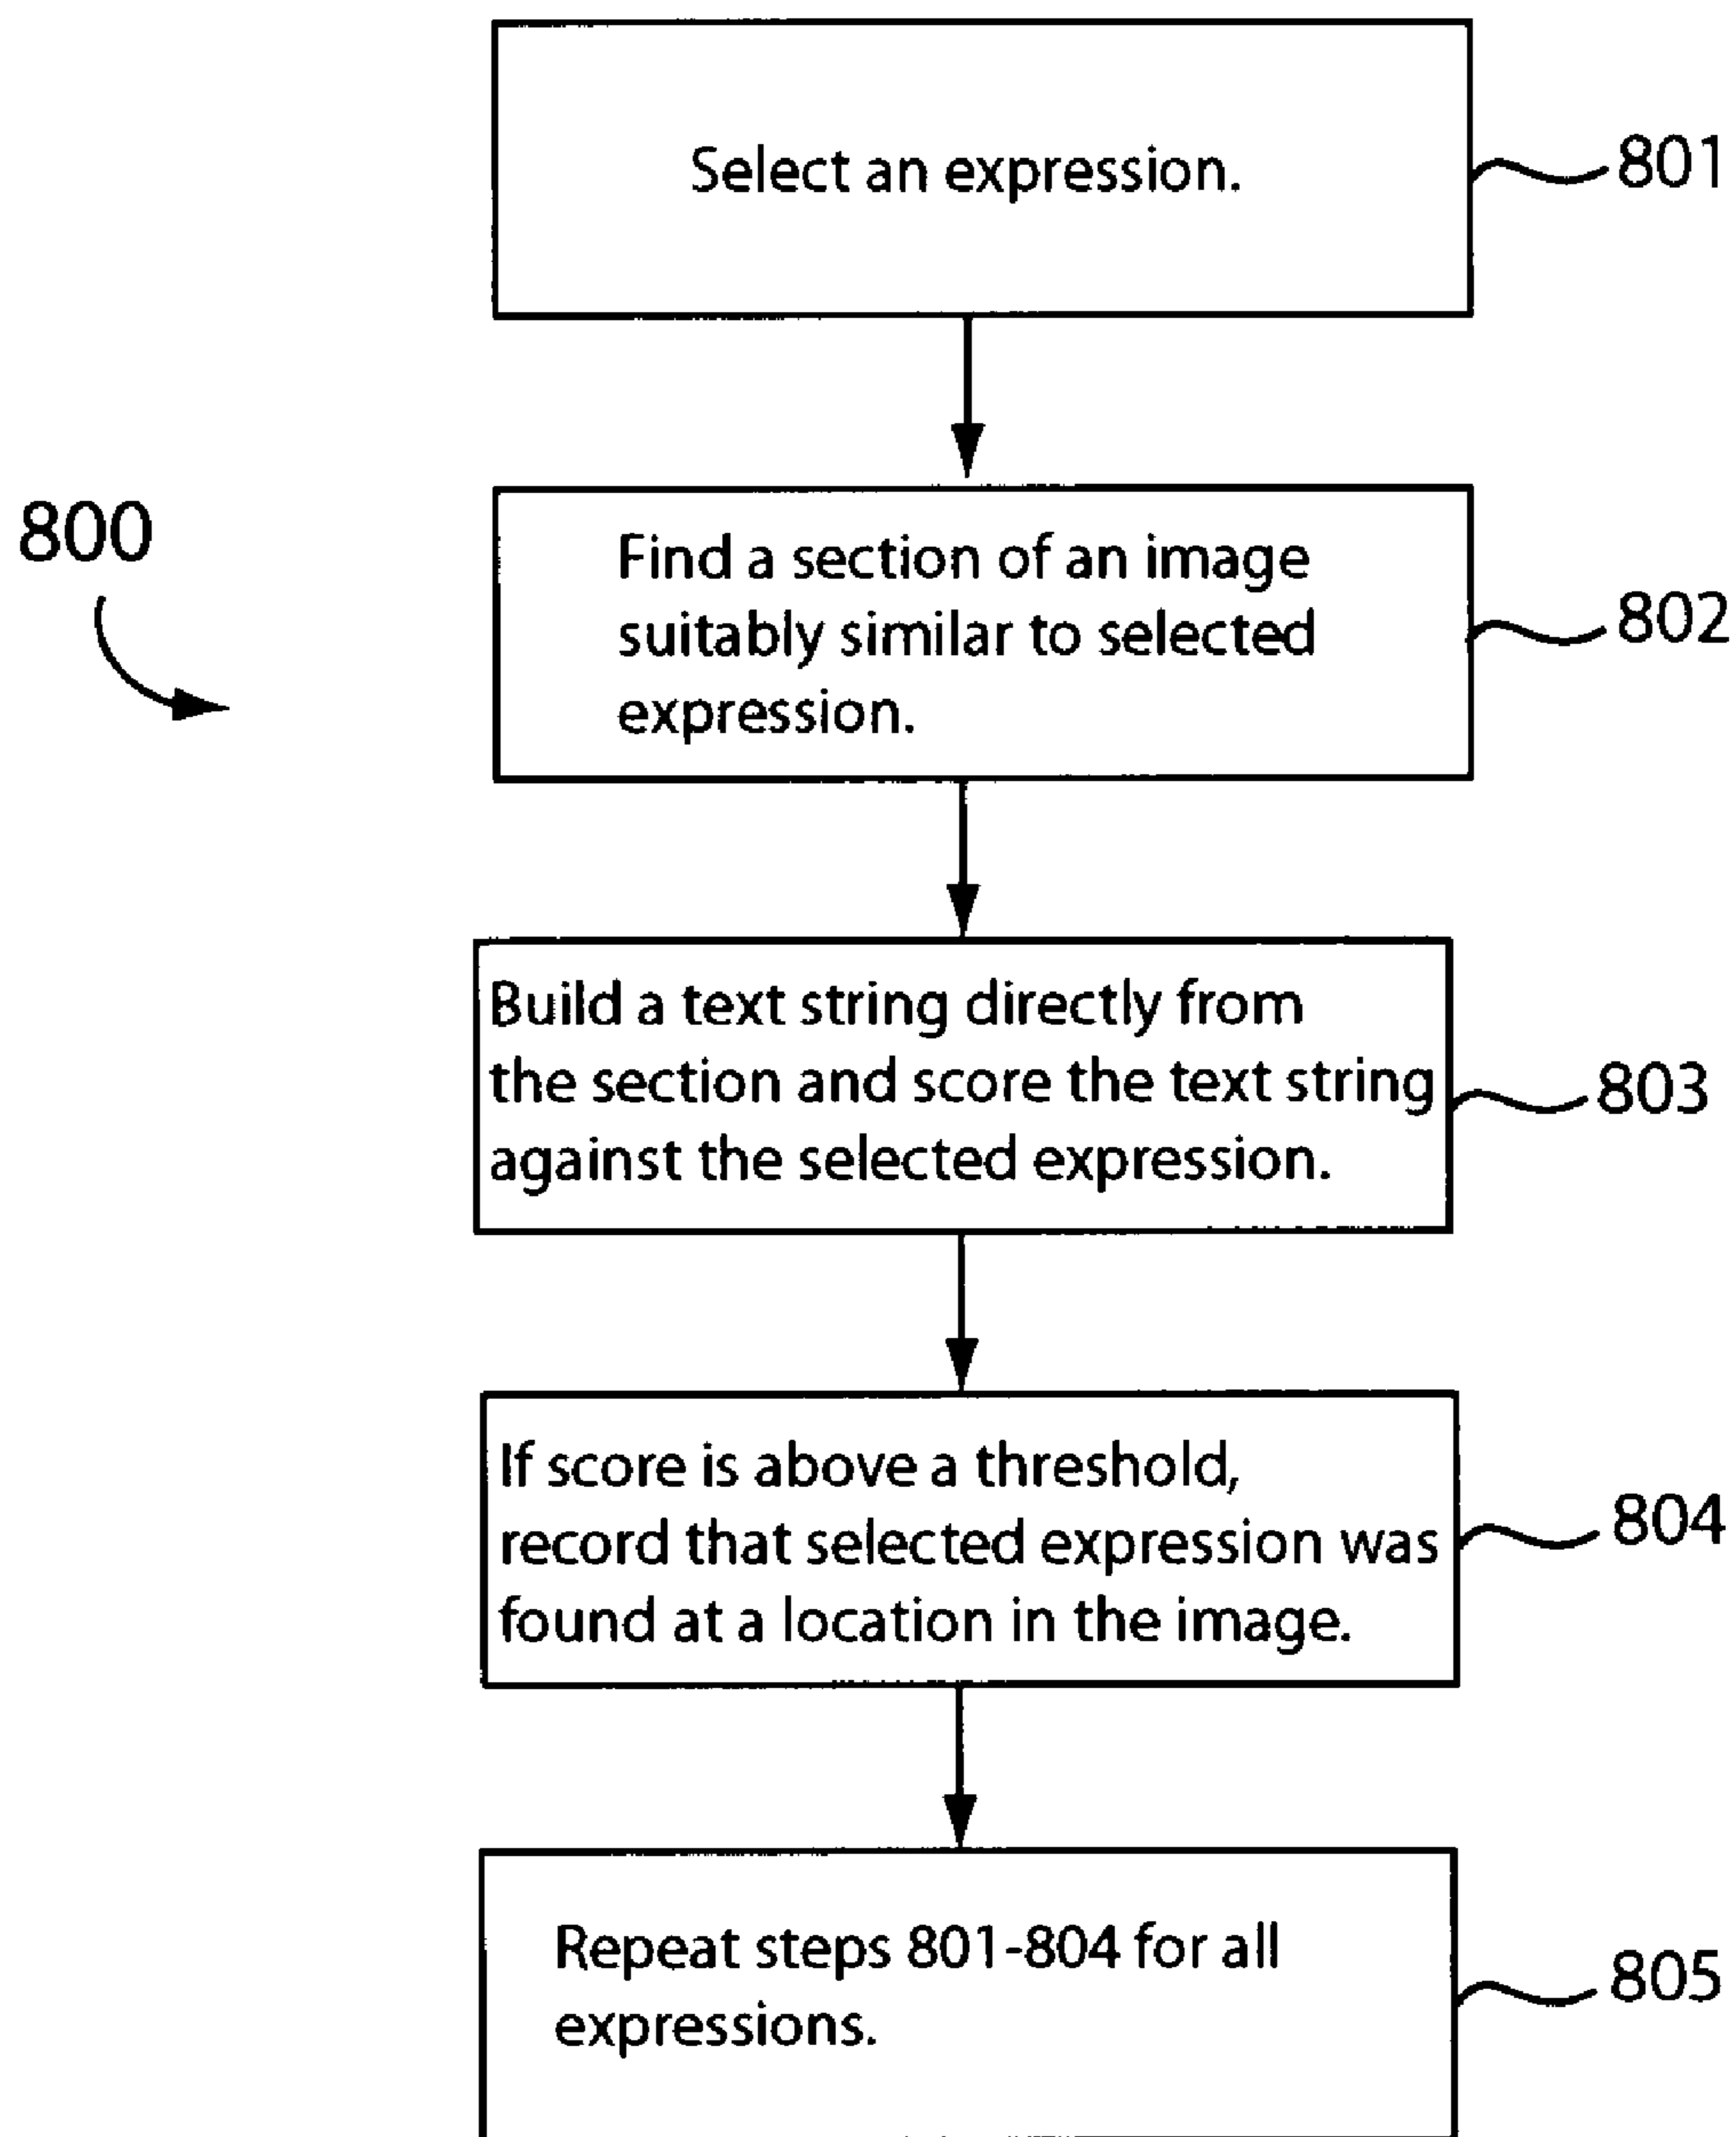 Select an expression.
801
800
Find a section of an image
suitably similar to selected
expression.
802
Build a text string directly from
the section and score the text string
against the selected expression.
803
If score is above a threshold,
record that selected expression was
found at a location in the image.
804
Repeat steps 801-804 for all
expressions.
805